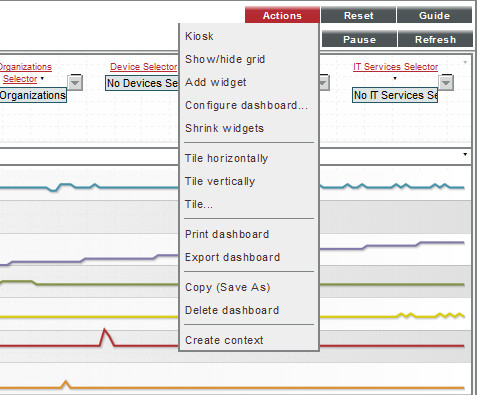 Actions Reset Guide
Pause Refresh
Organizations Device Selector IT Services Selector
Selector
Organizations No Devices Se No IT Services Se
Kiosk
Show/hide grid
Add widget
Configure dashboard...
Shrink widgets
Tile horizontally
Tile vertically
Tile...
Print dashboard
Export dashboard
Copy (Save As)
Delete dashboard
Create context